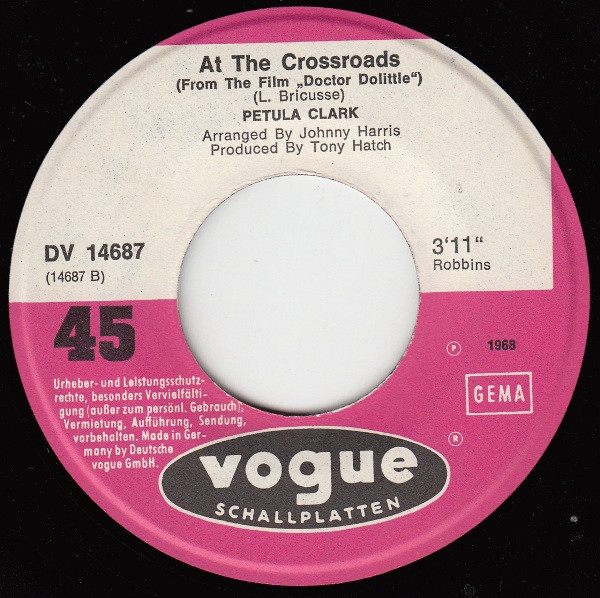 At The Crossroads
(From The Film „Doctor Dolittle“)
(L. Bricusse)
PETULA CLARK
Arranged By Johnny Harris
Produced By Tony Hatch
DV 14687
(14687 B)
3'11"
Robbins
45
Urheber- und Leistungsschutz-
rechte, besonders Vervielfälti-
gung (außer zum persönl. Gebrauch),
Vermietung, Aufführung, Sendung,
vorbehalten. Made in Ger-
many by Deutsche
vogue GmbH.
℗ 1968
GEMA
®
vogue
SCHALLPLATTEN